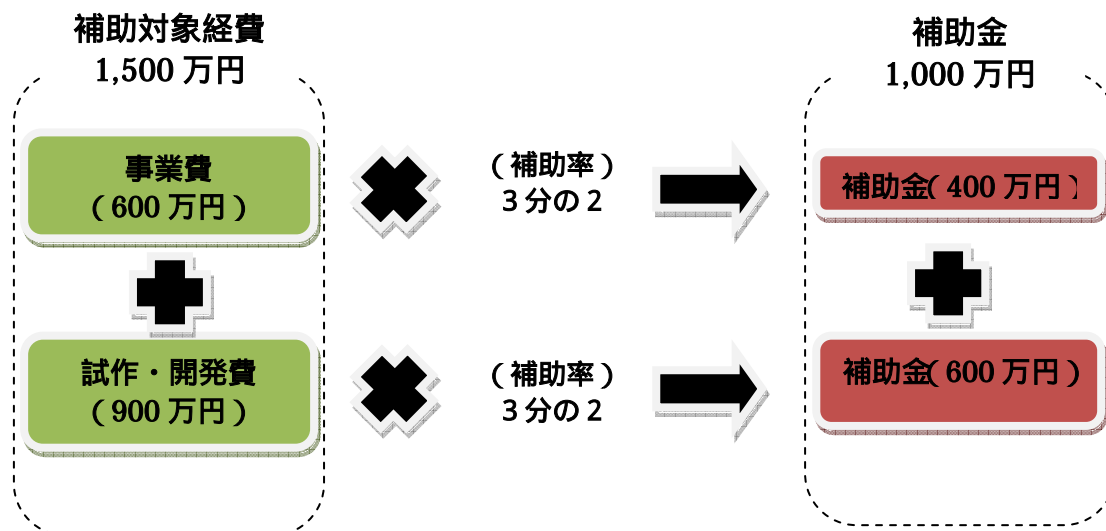 補助対象経費
1,500 万円
補助金
1,000 万円
事業費
（600 万円）
（補助率）
3 分の 2
補助金（400 万円）
試作・開発費
（900 万円）
（補助率）
3 分の 2
補助金（600 万円）